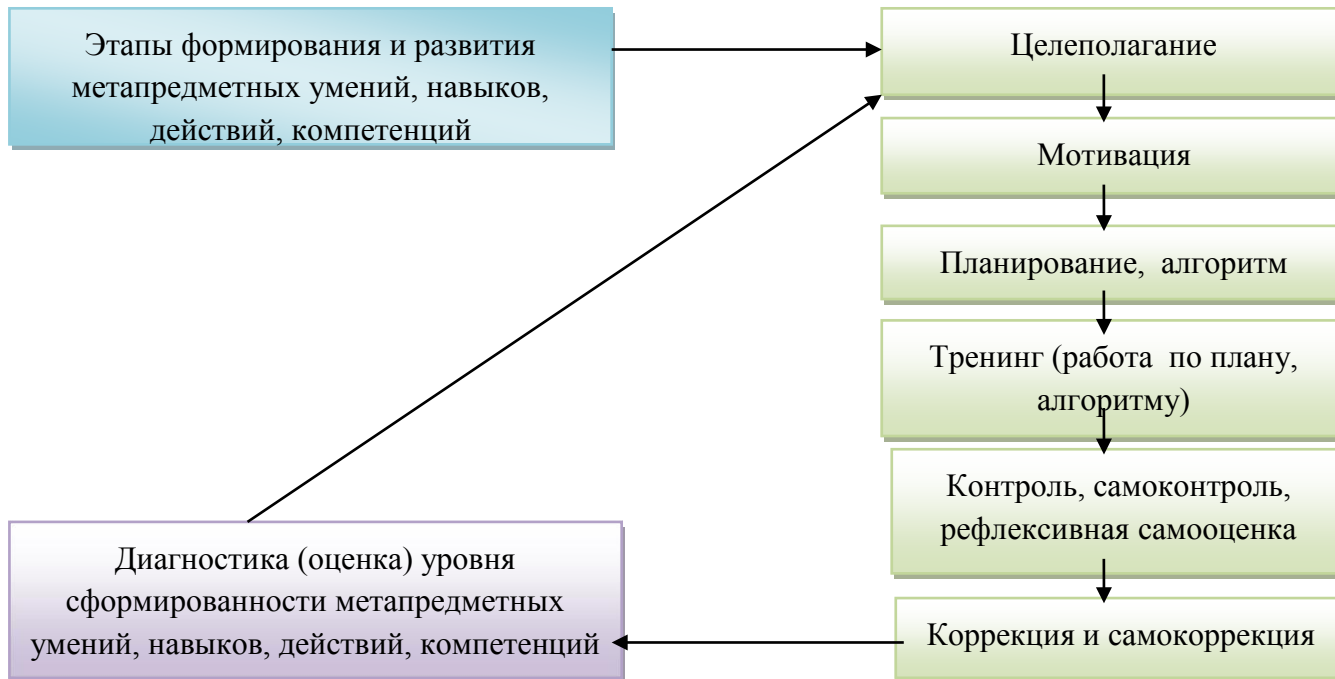 Этапы формирования и развития
метапредметных умений, навыков,
действий, компетенций
Целеполагание
Мотивация
Планирование, алгоритм
Тренинг (работа по плану,
алгоритму)
Контроль, самоконтроль,
рефлексивная самооценка
Коррекция и самокоррекция
Диагностика (оценка) уровня
сформированности метапредметных
умений, навыков, действий, компетенций